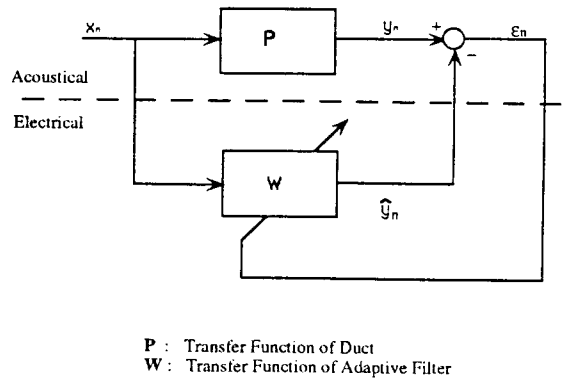 xₙ
P
yₙ
+
εₙ
-
Acoustical
Electrical
W
ŷₙ
P : Transfer Function of Duct
W : Transfer Function of Adaptive Filter